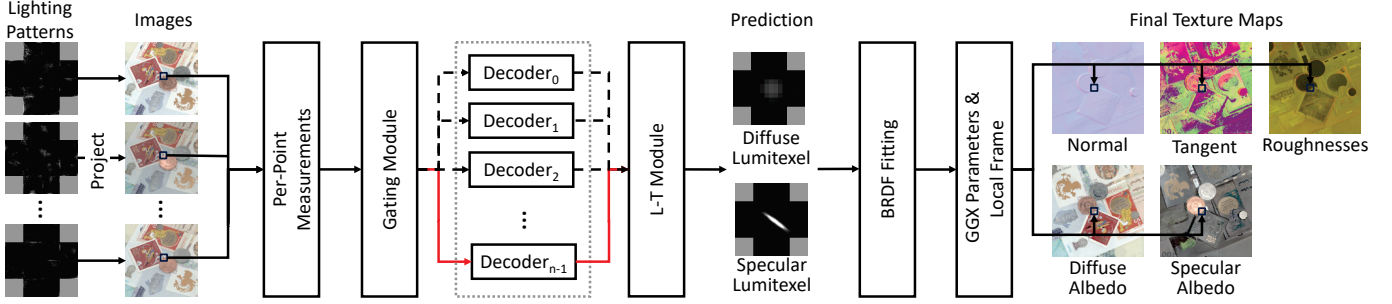 Lighting
Patterns
Images
Project
Per-Point
Measurements
Gating Module
Decoder0
Decoder1
Decoder2
Decodern-1
L-T Module
Prediction
Diffuse
Lumitexel
Specular
Lumitexel
BRDF Fitting
GGX Parameters &
Local Frame
Final Texture Maps
Normal
Tangent
Roughnesses
Diffuse
Albedo
Specular
Albedo